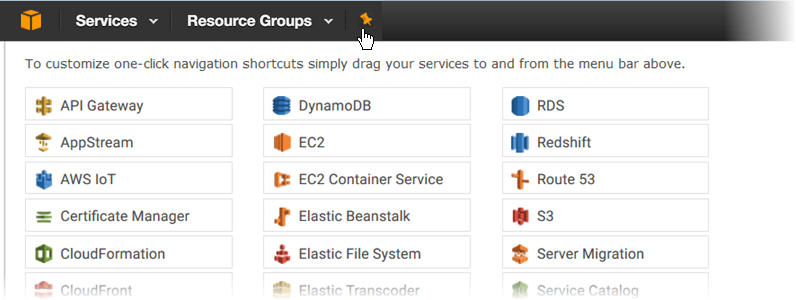 Services Resource Groups
To customize one-click navigation shortcuts simply drag your services to and from the menu bar above.
API Gateway DynamoDB RDS
AppStream EC2 Redshift
AWS IoT EC2 Container Service Route 53
Certificate Manager Elastic Beanstalk S3
CloudFormation Elastic File System Server Migration
CloudFront Elastic Transcoder Service Catalog